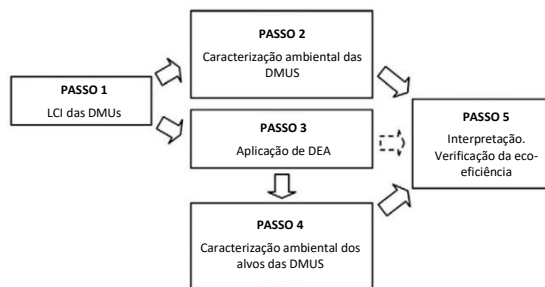 PASSO 1
LCI das DMUs
PASSO 2
Caracterização ambiental das
DMUS
PASSO 3
Aplicação de DEA
PASSO 4
Caracterização ambiental dos
alvos das DMUS
PASSO 5
Interpretação.
Verificação da eco-
eficiência